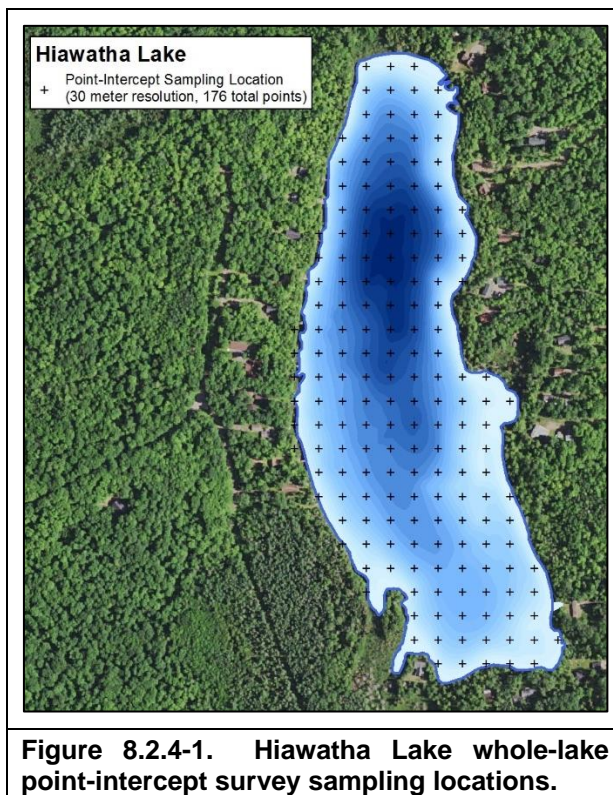 Hiawatha Lake
Point-Intercept Sampling Location
(30 meter resolution, 176 total points)
Figure 8.2.4-1. Hiawatha Lake whole-lake
point-intercept survey sampling locations.